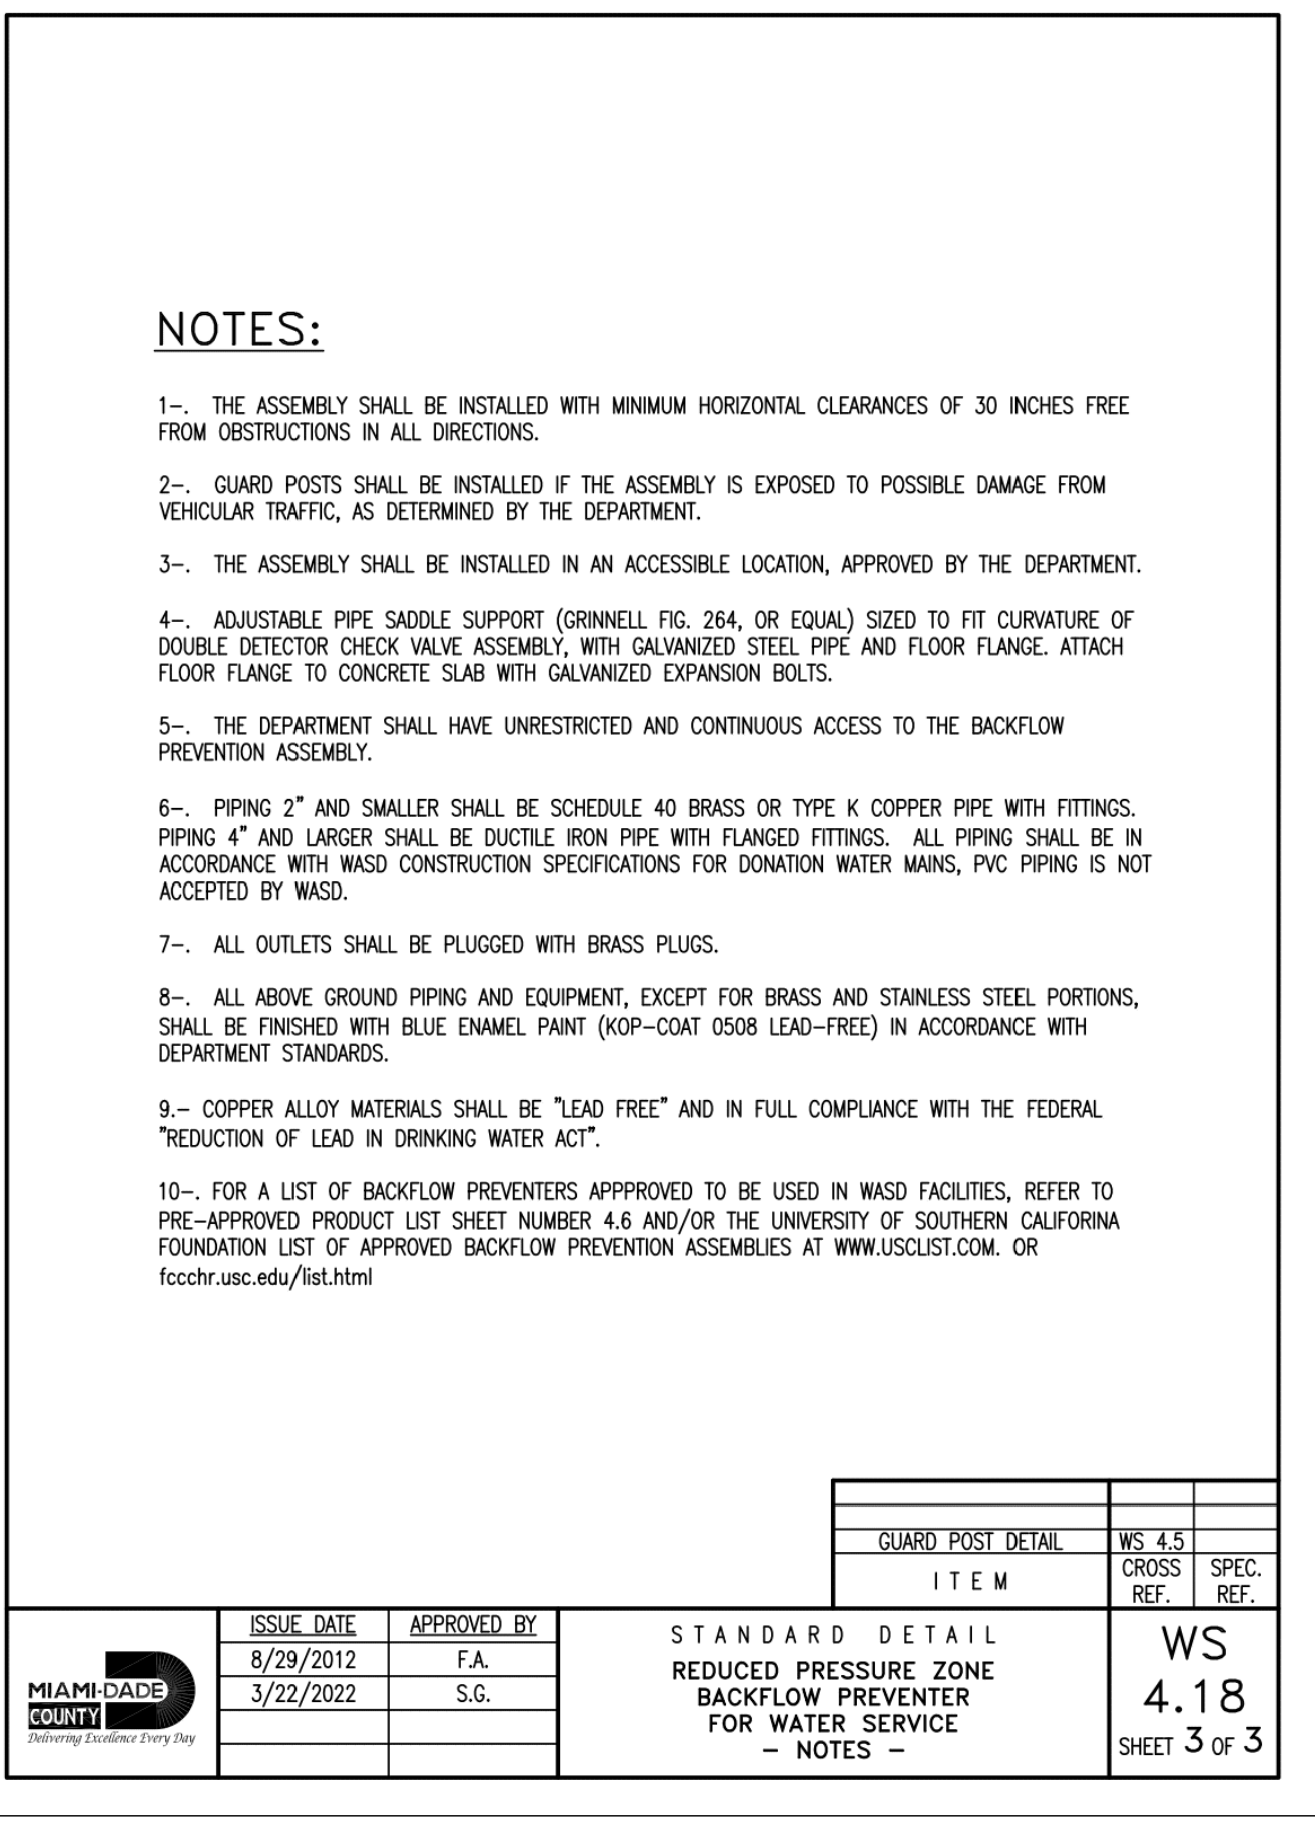 NOTES:
1-. THE ASSEMBLY SHALL BE INSTALLED WITH MINIMUM HORIZONTAL CLEARANCES OF 30 INCHES FREE
FROM OBSTRUCTIONS IN ALL DIRECTIONS.
2-. GUARD POSTS SHALL BE INSTALLED IF THE ASSEMBLY IS EXPOSED TO POSSIBLE DAMAGE FROM
VEHICULAR TRAFFIC, AS DETERMINED BY THE DEPARTMENT.
3-. THE ASSEMBLY SHALL BE INSTALLED IN AN ACCESSIBLE LOCATION, APPROVED BY THE DEPARTMENT.
4-. ADJUSTABLE PIPE SADDLE SUPPORT (GRINNELL FIG. 264, OR EQUAL) SIZED TO FIT CURVATURE OF
DOUBLE DETECTOR CHECK VALVE ASSEMBLY, WITH GALVANIZED STEEL PIPE AND FLOOR FLANGE. ATTACH
FLOOR FLANGE TO CONCRETE SLAB WITH GALVANIZED EXPANSION BOLTS.
5-. THE DEPARTMENT SHALL HAVE UNRESTRICTED AND CONTINUOUS ACCESS TO THE BACKFLOW
PREVENTION ASSEMBLY.
6-. PIPING 2" AND SMALLER SHALL BE SCHEDULE 40 BRASS OR TYPE K COPPER PIPE WITH FITTINGS.
PIPING 4" AND LARGER SHALL BE DUCTILE IRON PIPE WITH FLANGED FITTINGS. ALL PIPING SHALL BE IN
ACCORDANCE WITH WASD CONSTRUCTION SPECIFICATIONS FOR DONATION WATER MAINS, PVC PIPING IS NOT
ACCEPTED BY WASD.
7-. ALL OUTLETS SHALL BE PLUGGED WITH BRASS PLUGS.
8-. ALL ABOVE GROUND PIPING AND EQUIPMENT, EXCEPT FOR BRASS AND STAINLESS STEEL PORTIONS,
SHALL BE FINISHED WITH BLUE ENAMEL PAINT (KOP-COAT 0508 LEAD-FREE) IN ACCORDANCE WITH
DEPARTMENT STANDARDS.
9.- COPPER ALLOY MATERIALS SHALL BE "LEAD FREE" AND IN FULL COMPLIANCE WITH THE FEDERAL
"REDUCTION OF LEAD IN DRINKING WATER ACT".
10-. FOR A LIST OF BACKFLOW PREVENTERS APPPROVED TO BE USED IN WASD FACILITIES, REFER TO
PRE-APPROVED PRODUCT LIST SHEET NUMBER 4.6 AND/OR THE UNIVERSITY OF SOUTHERN CALIFORINA
FOUNDATION LIST OF APPROVED BACKFLOW PREVENTION ASSEMBLIES AT WWW.USCLIST.COM. OR
fccchr.usc.edu/list.html
GUARD POST DETAIL WS 4.5
ITEM CROSS REF. SPEC. REF.
MIAMI-DADE
COUNTY
Delivering Excellence Every Day
ISSUE DATE APPROVED BY
8/29/2012 F.A.
3/22/2022 S.G.
STANDARD DETAIL
REDUCED PRESSURE ZONE
BACKFLOW PREVENTER
FOR WATER SERVICE
- NOTES -
WS
4.18
SHEET 3 OF 3